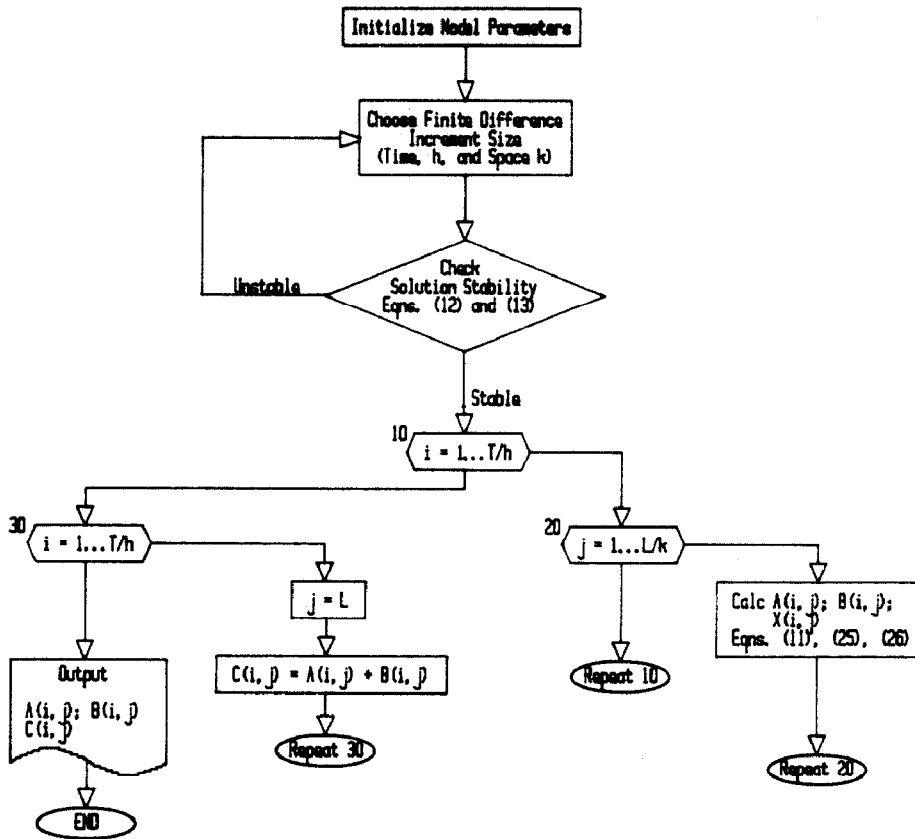 Initialize Model Parameters
Choose Finite Difference
Increment Size
(Time, h, and Space k)
Check
Solution Stability
Eqns. (12) and (13)
Unstable
Stable
10
i = 1...T/h
30
i = 1...T/h
20
j = 1...L/k
j = L
Calc A(i, j); B(i, j);
X(i, j)
Eqns. (11), (25), (26)
Output
A(i, j); B(i, j)
C(i, j)
C(i, j) = A(i, j) + B(i, j)
Repeat 10
Repeat 30
Repeat 20
END